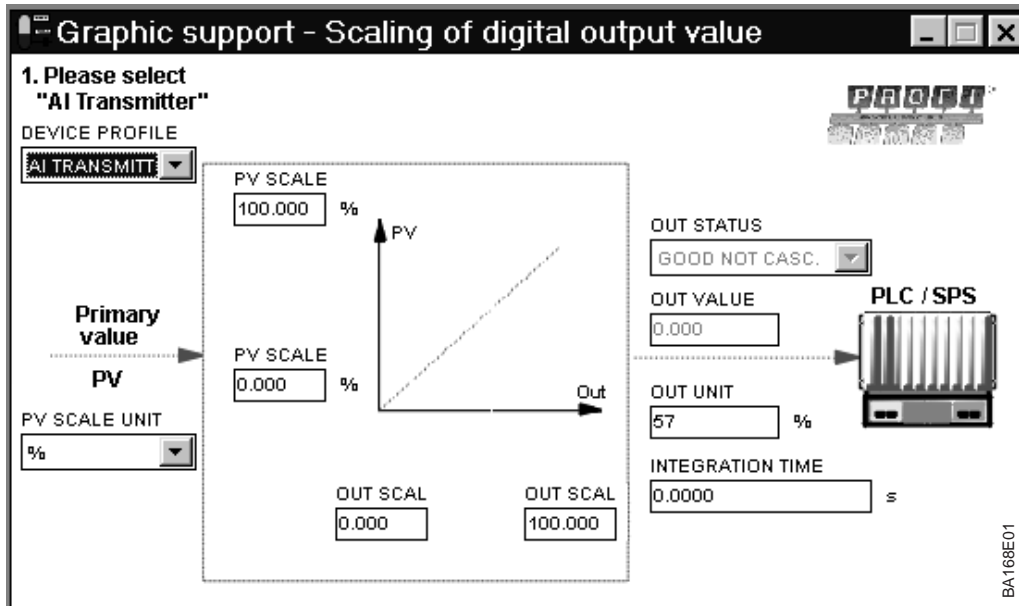 Graphic support - Scaling of digital output value
1. Please select
"AI Transmitter"
DEVICE PROFILE
AI TRANSMITT
PROFI
PV SCALE
100.000 %
PV
OUT STATUS
GOOD NOT CASC.
OUT VALUE
0.000
PLC / SPS
Primary
value
PV
PV SCALE
0.000 %
Out
OUT UNIT
57 %
PV SCALE UNIT
%
INTEGRATION TIME
0.0000 s
OUT SCAL
0.000
OUT SCAL
100.000
BA168E01